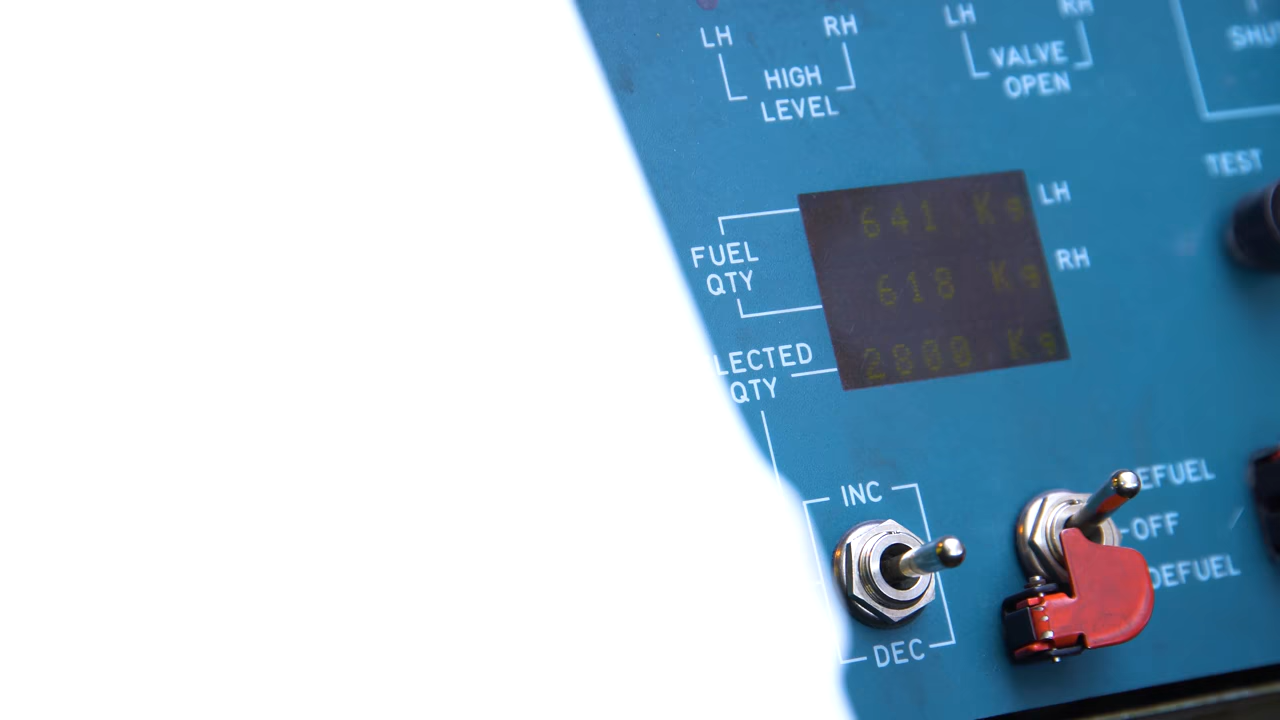 LH RH
HIGH
LEVEL
LH RH
VALVE
OPEN
SHU
TEST
FUEL
QTY
641 Kg LH
618 Kg RH
LECTED
QTY
2800 Kg
INC
DEC
EFUEL
-OFF
DEFUEL